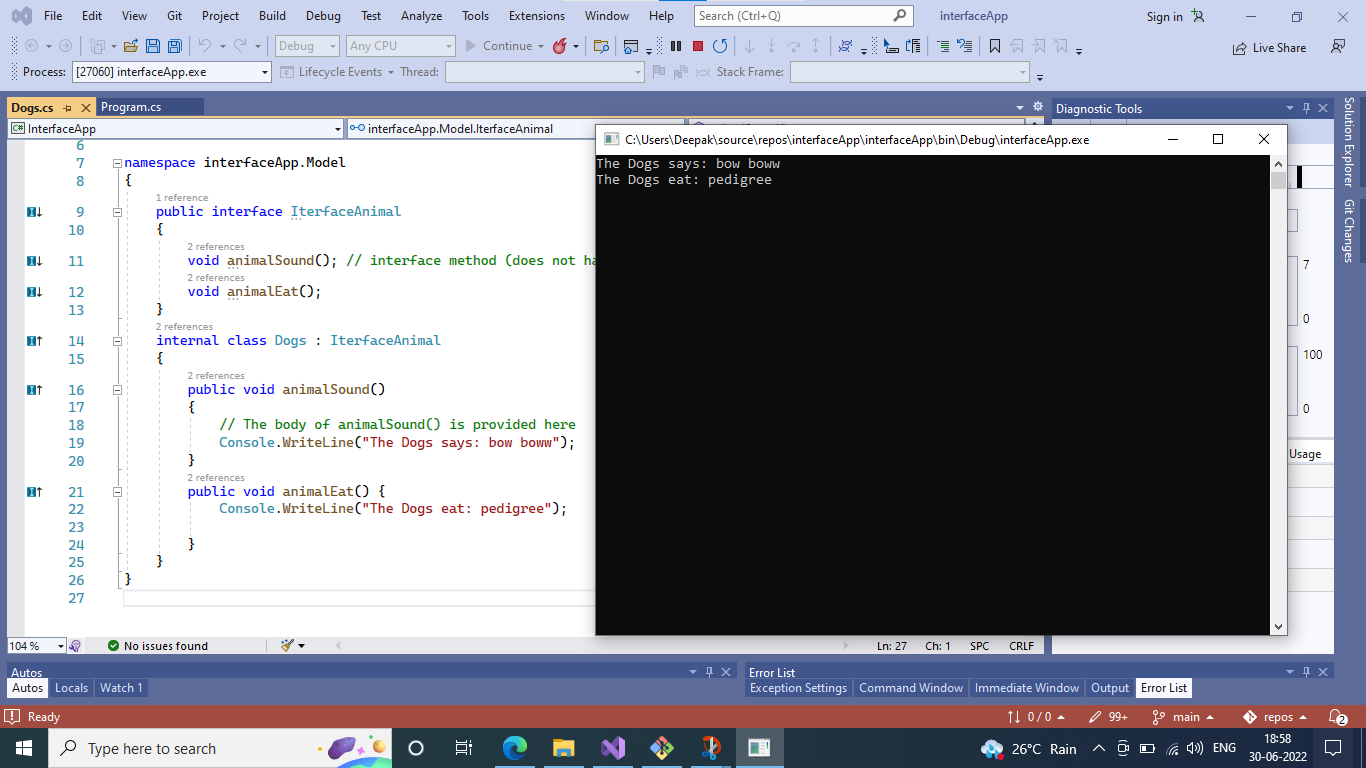 File Edit View Git Project Build Debug Test Analyze Tools Extensions Window Help Search (Ctrl+Q) interfaceApp Sign in
Debug Any CPU Continue Live Share
Process: [27060] interfaceApp.exe Lifecycle Events Thread: Stack Frame:
Dogs.cs Program.cs Diagnostic Tools
InterfaceApp interfaceApp.Model.IterfaceAnimal
C:\Users\Deepak\source\repos\interfaceApp\interfaceApp\bin\Debug\interfaceApp.exe
The Dogs says: bow boww
The Dogs eat: pedigree
6
7 namespace interfaceApp.Model
8 {
1 reference
9 public interface IterfaceAnimal
10 {
2 references
11 void animalSound(); // interface method (does not ha
2 references
12 void animalEat();
13 }
2 references
14 internal class Dogs : IterfaceAnimal
15 {
2 references
16 public void animalSound()
17 {
18 // The body of animalSound() is provided here
19 Console.WriteLine("The Dogs says: bow boww");
20 }
2 references
21 public void animalEat() {
22 Console.WriteLine("The Dogs eat: pedigree");
23
24 }
25 }
26 }
27
Solution Explorer
Git Changes
7
0
100
0
Usage
104 % No issues found Ln: 27 Ch: 1 SPC CRLF
Autos Error List
Autos Locals Watch 1 Exception Settings Command Window Immediate Window Output Error List
Ready 0 / 0 99+ main repos 2
Type here to search 26°C Rain ENG 18:58
30-06-2022